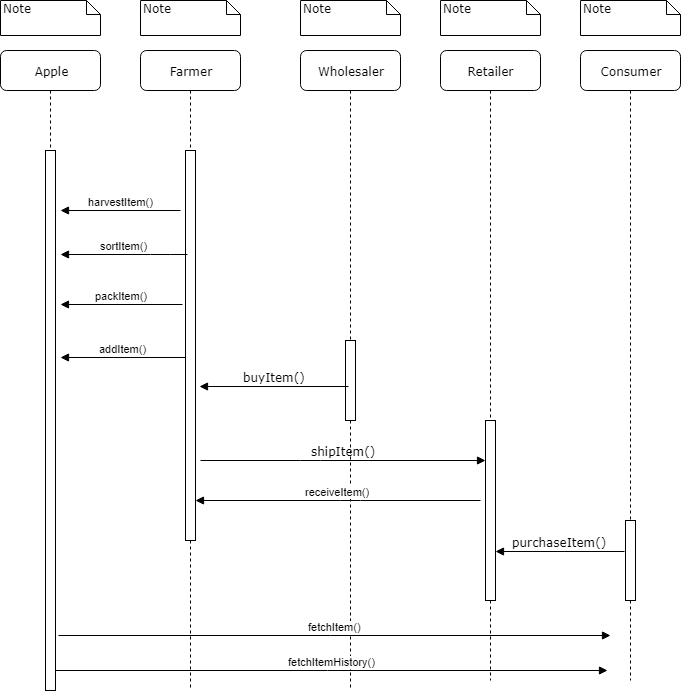 Note
Note
Note
Note
Note
Apple
Farmer
Wholesaler
Retailer
Consumer
harvestItem()
sortItem()
packItem()
addItem()
buyItem()
shipItem()
receiveItem()
purchaseItem()
fetchItem()
fetchItemHistory()